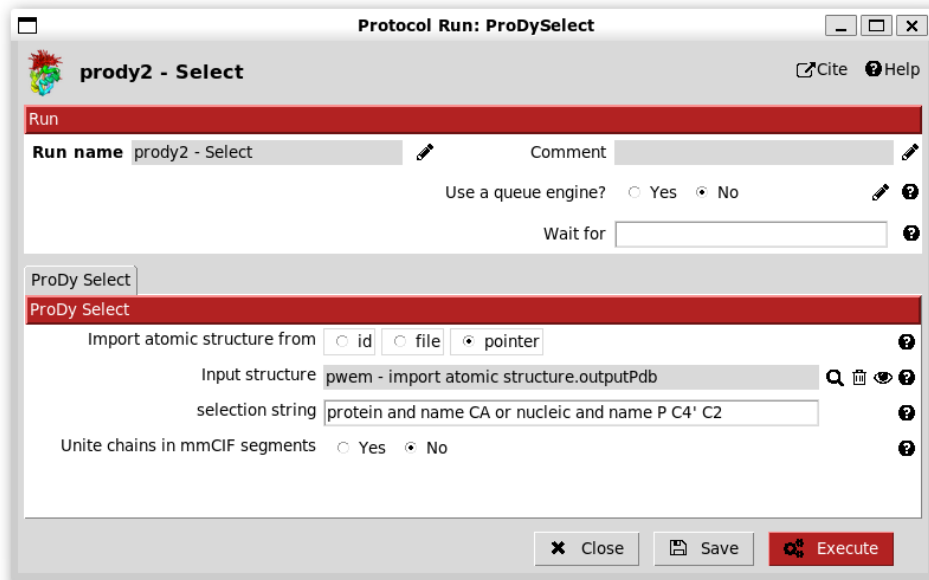 Protocol Run: ProDySelect
prody2 - Select
Cite Help
Run
Run name prody2 - Select Comment
Use a queue engine? Yes No
Wait for
ProDy Select
ProDy Select
Import atomic structure from id file pointer
Input structure pwem - import atomic structure.outputPdb
selection string protein and name CA or nucleic and name P C4' C2
Unite chains in mmCIF segments Yes No
Close Save Execute